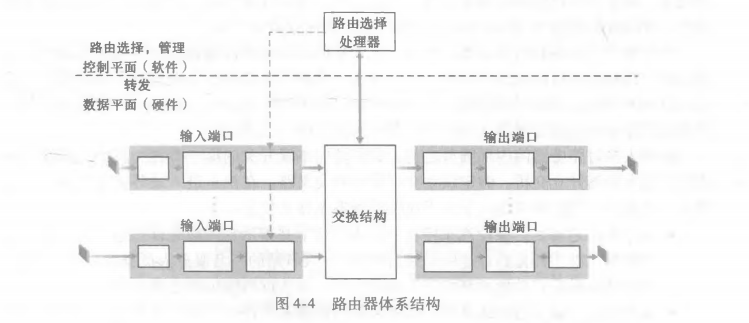 路由选择
处理器
路由选择，管理
控制平面（软件）
转发
数据平面（硬件）
输入端口
输出端口
交换结构
输入端口
输出端口
图 4-4 路由器体系结构